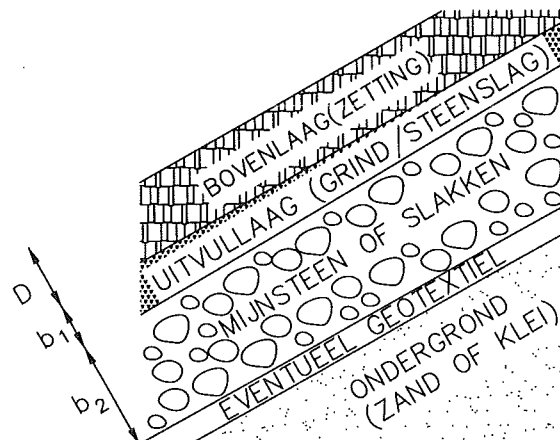 BOVENLAAG (ZETTING)
UITVULLAAG (GRIND/STEENSLAG)
MIJNSTEEN OF SLAKKEN
EVENTUEEL GEOTEXTIEL
ONDERGROND
(ZAND OF KLEI)
D
b1
b2